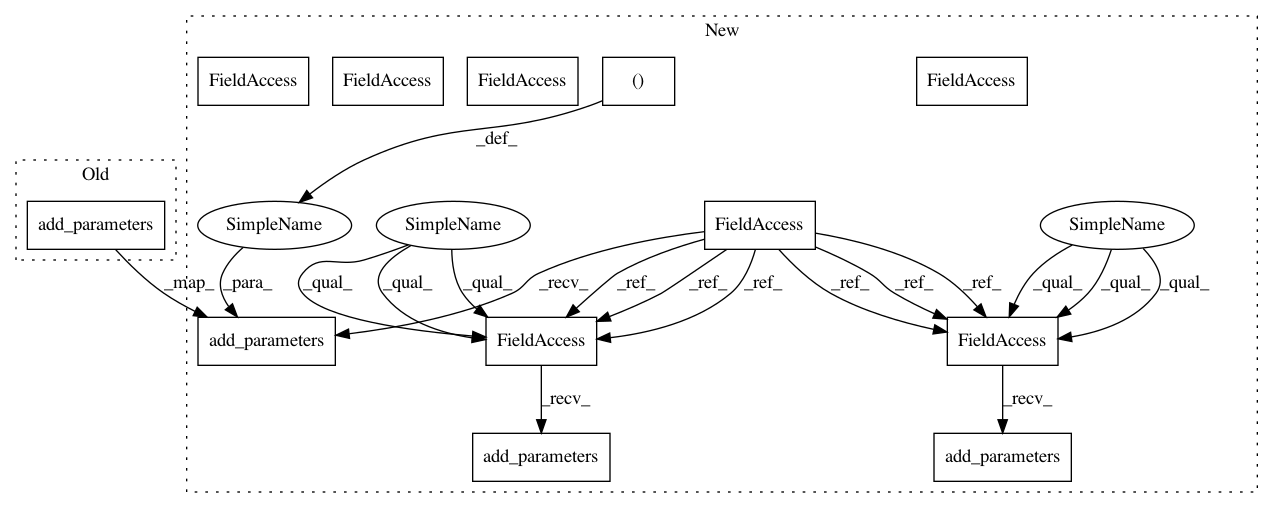 New
FieldAccess FieldAccess FieldAccess () FieldAccess
_def_
Old
add_parameters SimpleName SimpleName FieldAccess SimpleName
_map_ _para_ _qual_ _qual_ _qual_ _recv_ _ref_ _ref_ _ref_ _ref_ _ref_ _ref_ _qual_ _qual_ _qual_
add_parameters FieldAccess FieldAccess
_recv_ _recv_
add_parameters add_parameters